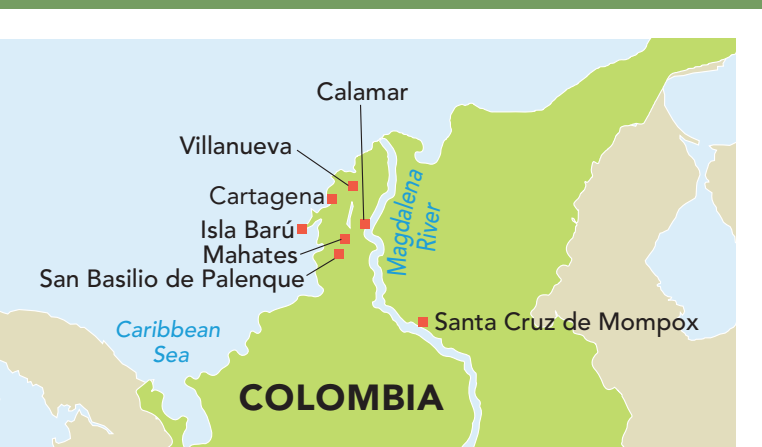 Calamar
Villanueva
Cartagena
Isla Barú
Mahates
San Basilio de Palenque
Magdalena
River
Santa Cruz de Mompox
Caribbean
Sea
COLOMBIA